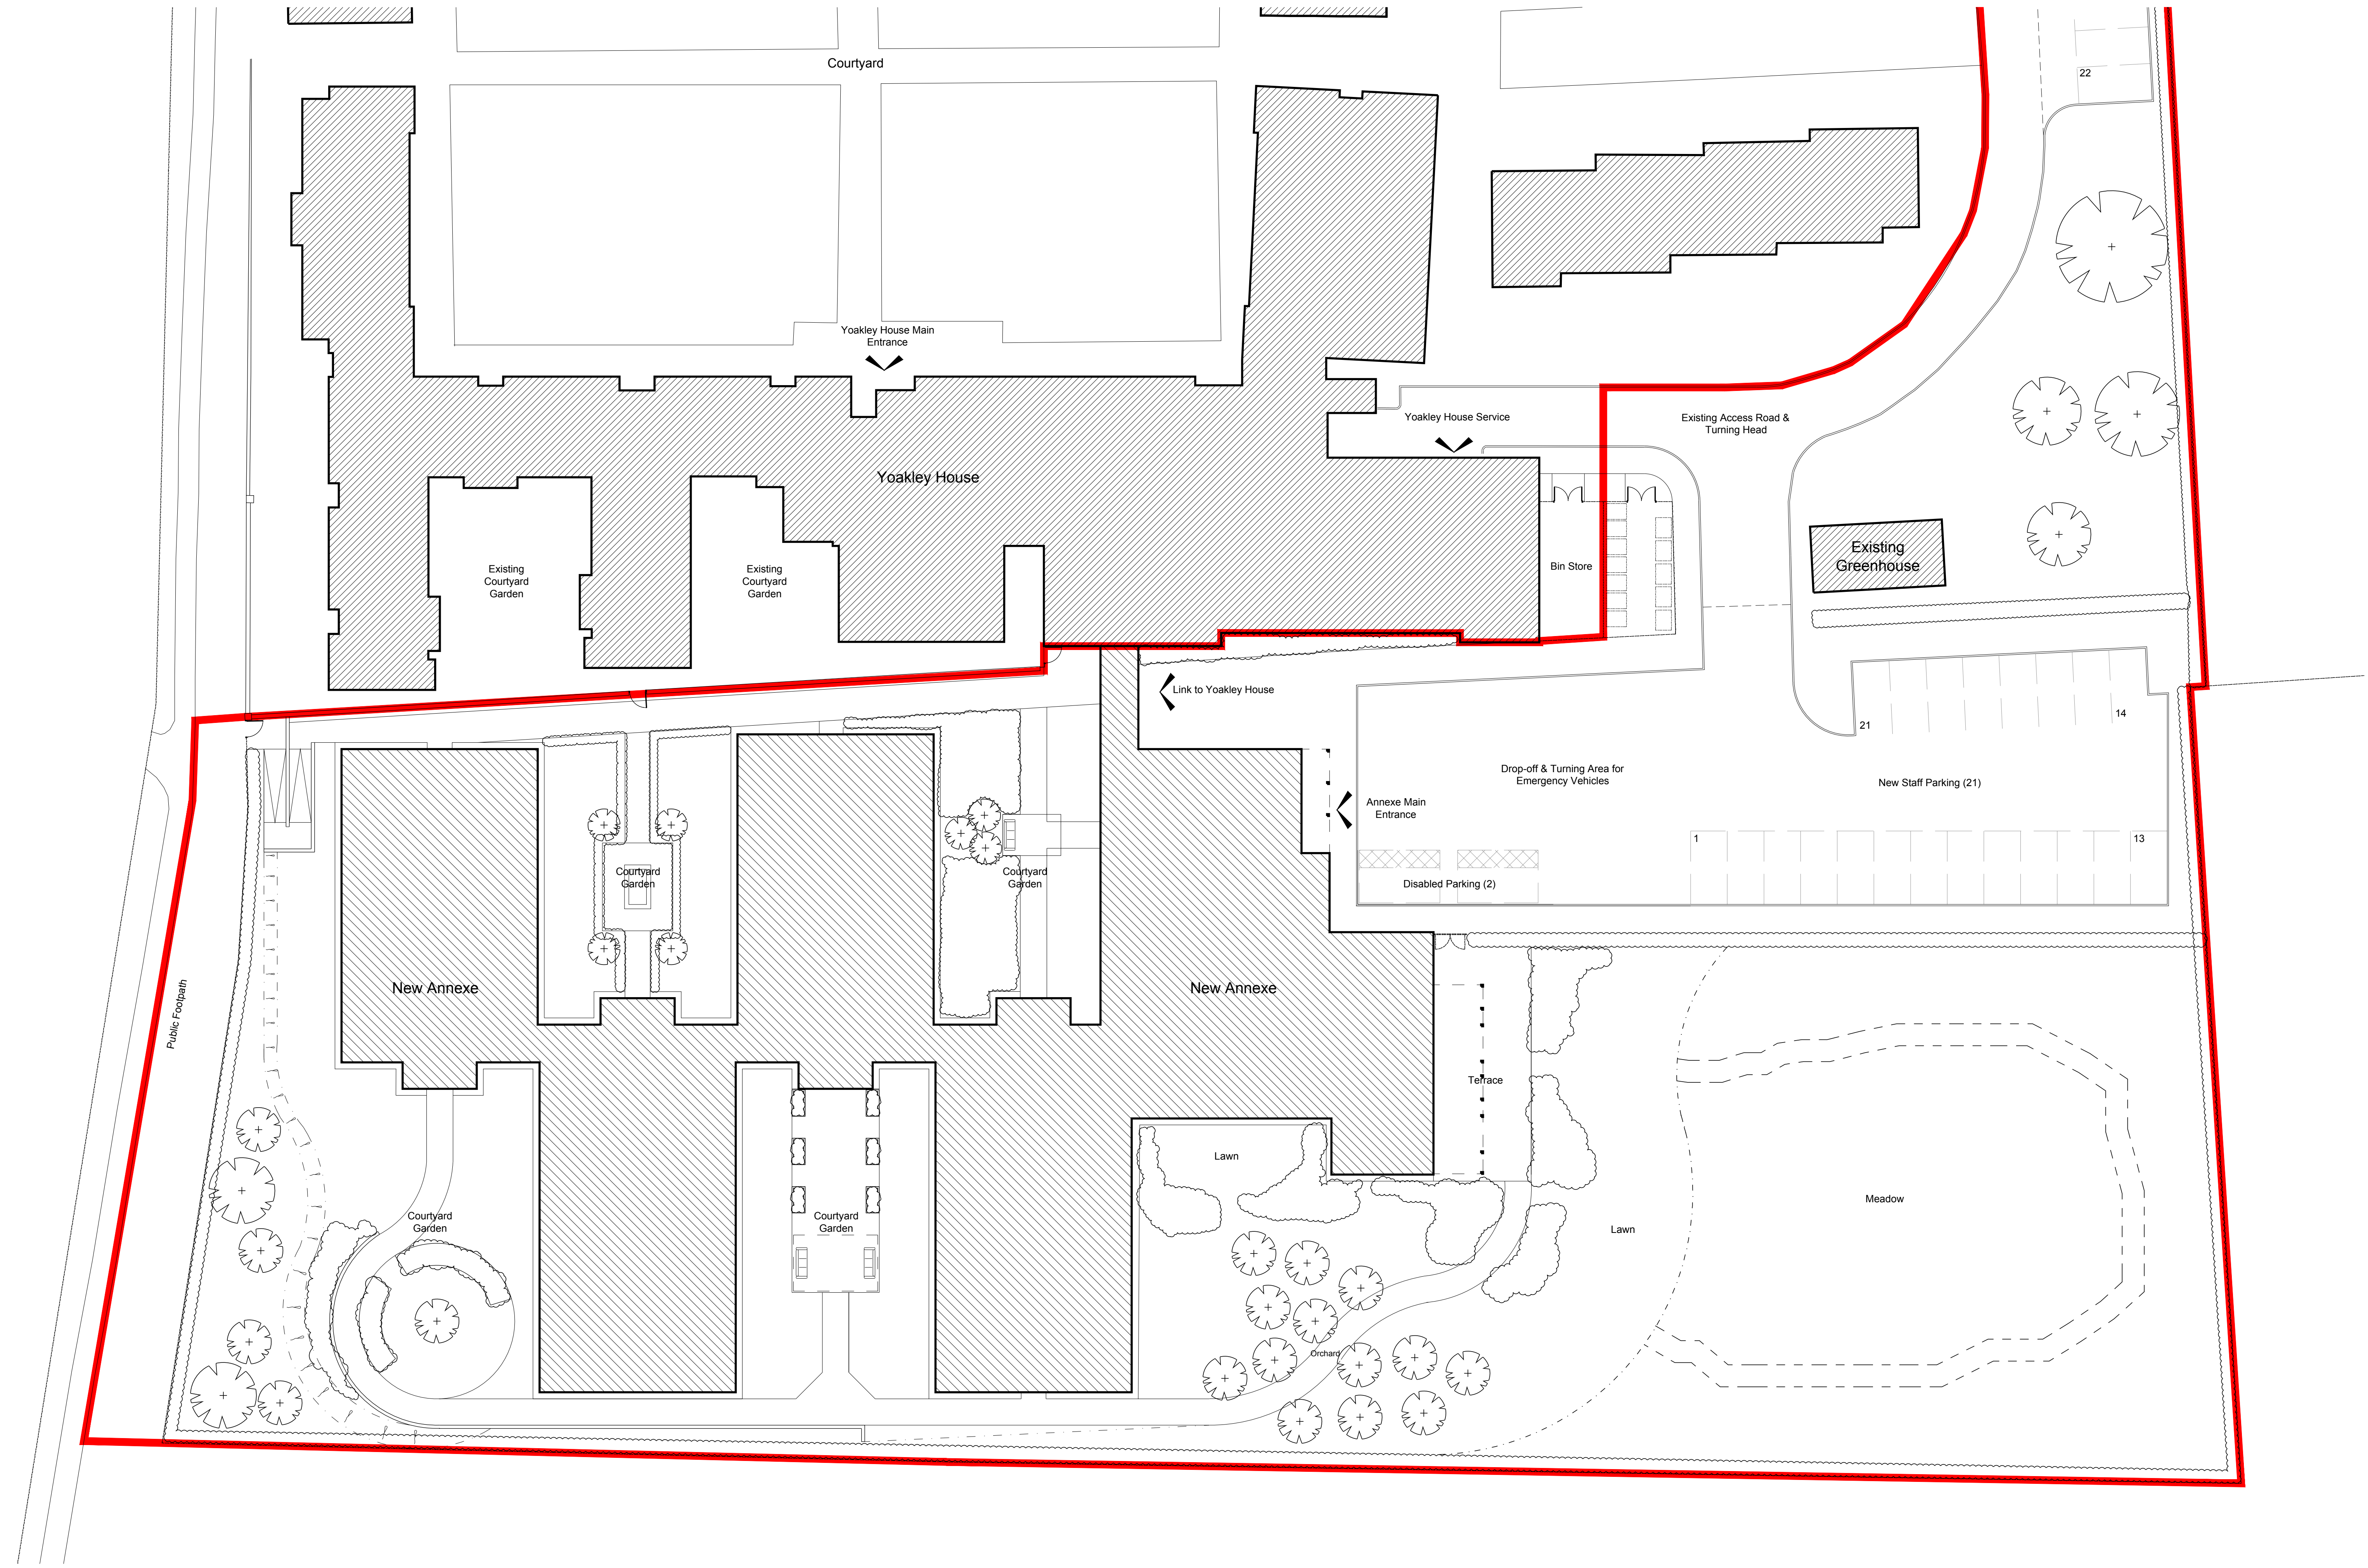 Courtyard
22
Yoakley House Main
Entrance
Yoakley House Service
Existing Access Road &
Turning Head
Yoakley House
Existing
Greenhouse
Bin Store
Existing
Courtyard
Garden
Existing
Courtyard
Garden
Link to Yoakley House
14
21
Drop-off & Turning Area for
Emergency Vehicles
New Staff Parking (21)
Annexe Main
Entrance
1
13
Courtyard
Garden
Courtyard
Garden
Disabled Parking (2)
New Annexe
New Annexe
Public Footpath
Terrace
Lawn
Meadow
Courtyard
Garden
Courtyard
Garden
Lawn
Orchard